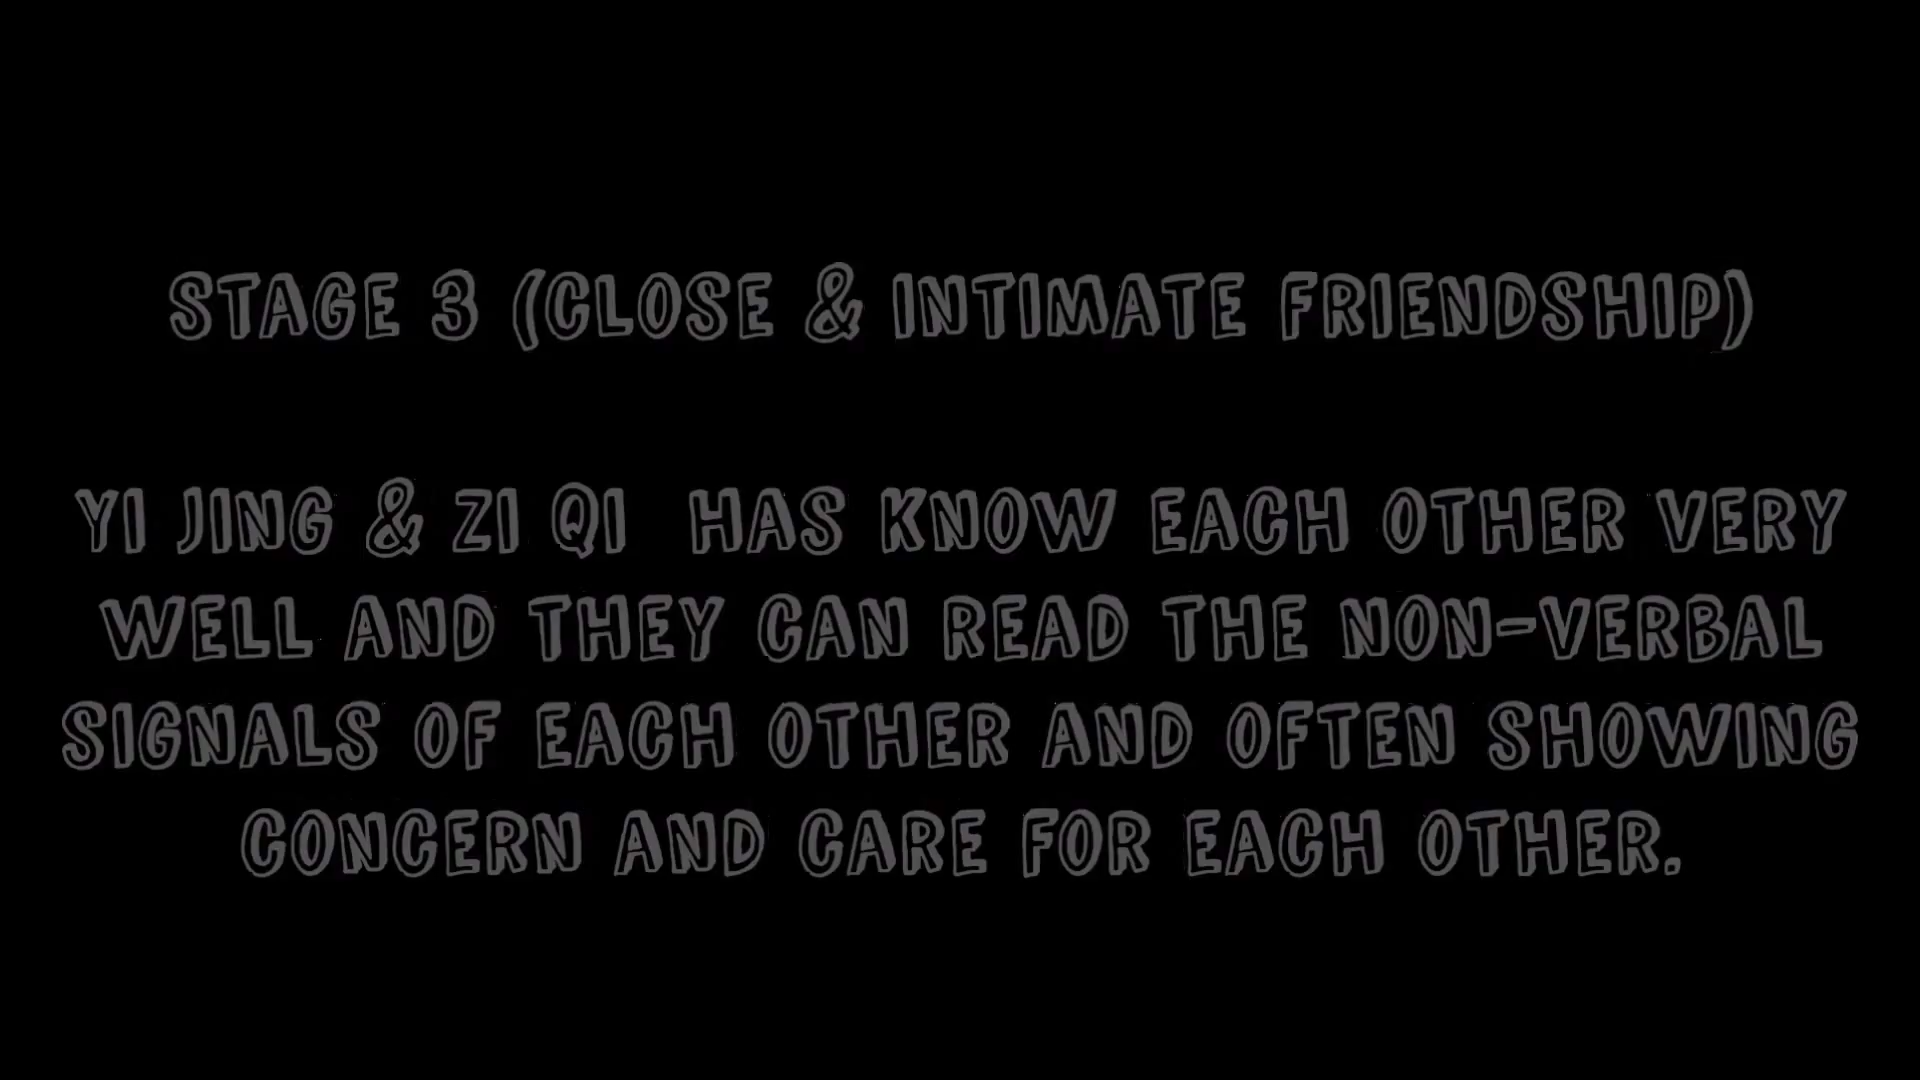 STAGE 3 (CLOSE & INTIMATE FRIENDSHIP)
YI JING & ZI QI HAS KNOW EACH OTHER VERY
WELL AND THEY CAN READ THE NON-VERBAL
SIGNALS OF EACH OTHER AND OFTEN SHOWING
CONCERN AND CARE FOR EACH OTHER.